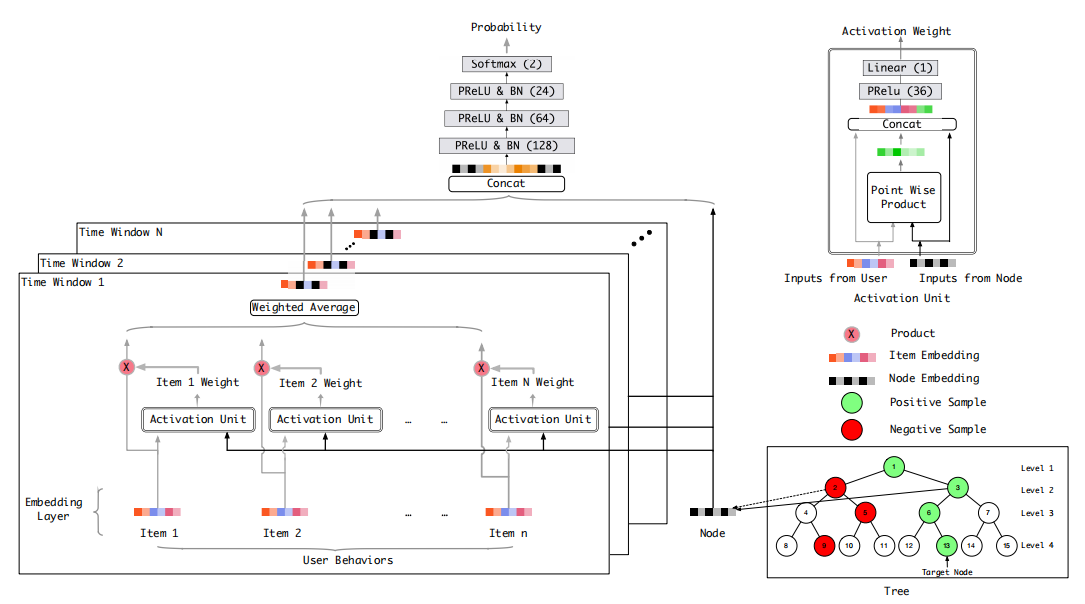 Probability
Softmax (2)
PReLU & BN (24)
PReLU & BN (64)
PReLU & BN (128)
Concat
Time Window N
Time Window 2
Time Window 1
Weighted Average
X
X
X
Item 1 Weight
Item 2 Weight
Item N Weight
Activation Unit
Activation Unit
... ...
Activation Unit
Embedding
Layer
... ...
Item 1
Item 2
Item n
User Behaviors
Node
Activation Weight
Linear (1)
PRelu (36)
Concat
Point Wise
Product
Inputs from User
Inputs from Node
Activation Unit
X Product
Item Embedding
Node Embedding
Positive Sample
Negative Sample
1 Level 1
2 3 Level 2
4 5 6 7 Level 3
8 9 10 11 12 13 14 15 Level 4
Target Node
Tree